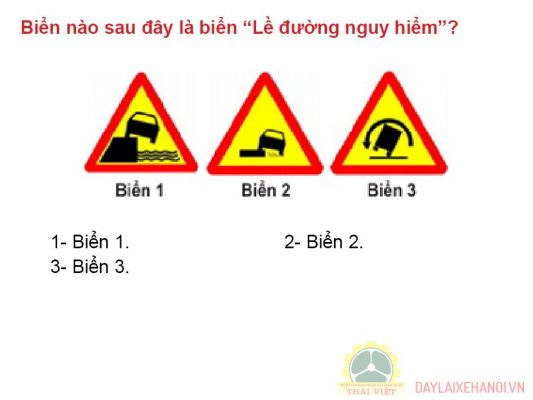 Biển nào sau đây là biển “Lề đường nguy hiểm”?
Biển 1 Biển 2 Biển 3
1- Biển 1. 2- Biển 2.
3- Biển 3.
THÁI VIỆT
DAYLAIXEHANOI.VN